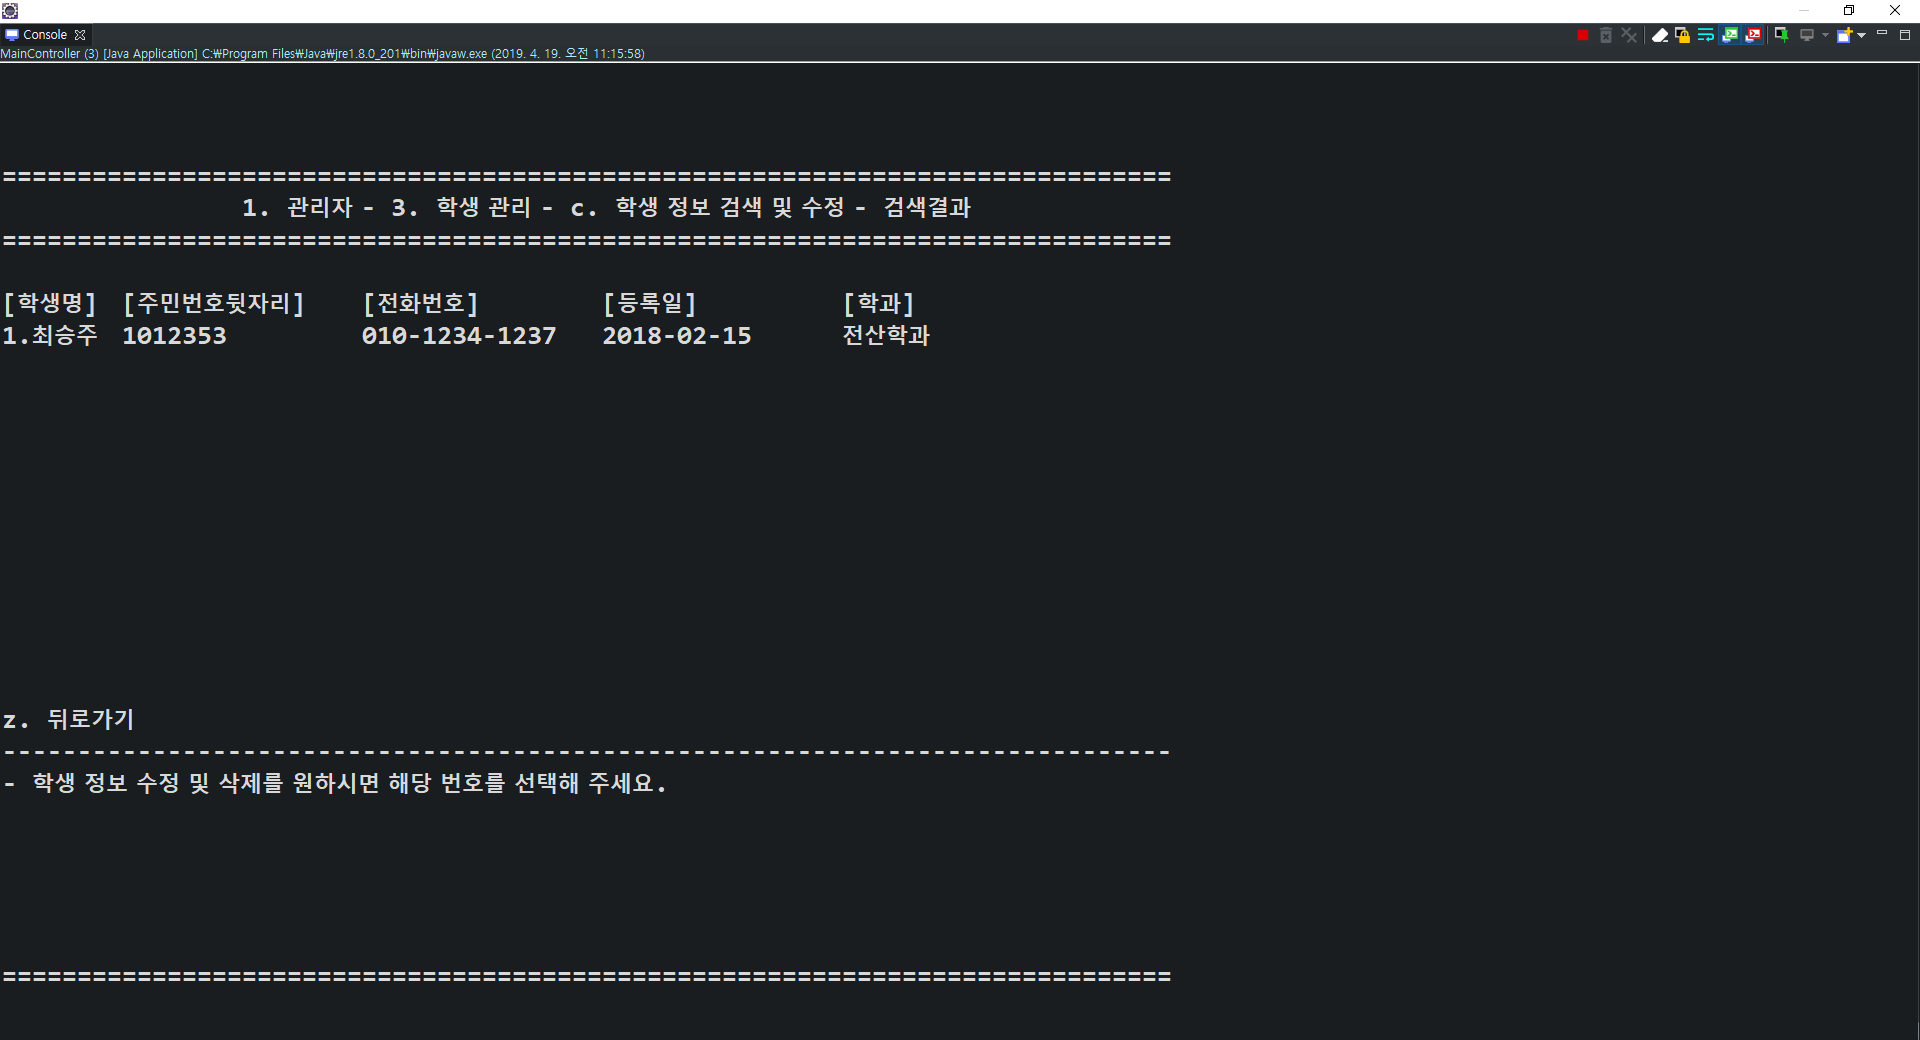 Console
MainController (3) [Java Application] C:₩Program Files₩Java₩jre1.8.0_201₩bin₩javaw.exe (2019. 4. 19. 오전 11:15:58)
==============================================================================
1. 관리자 - 3. 학생 관리 - c. 학생 정보 검색 및 수정 - 검색결과
==============================================================================
[학생명] [주민번호뒷자리] [전화번호] [등록일] [학과]
1.최승주 1012353 010-1234-1237 2018-02-15 전산학과
z. 뒤로가기
------------------------------------------------------------------------------
- 학생 정보 수정 및 삭제를 원하시면 해당 번호를 선택해 주세요.
==============================================================================